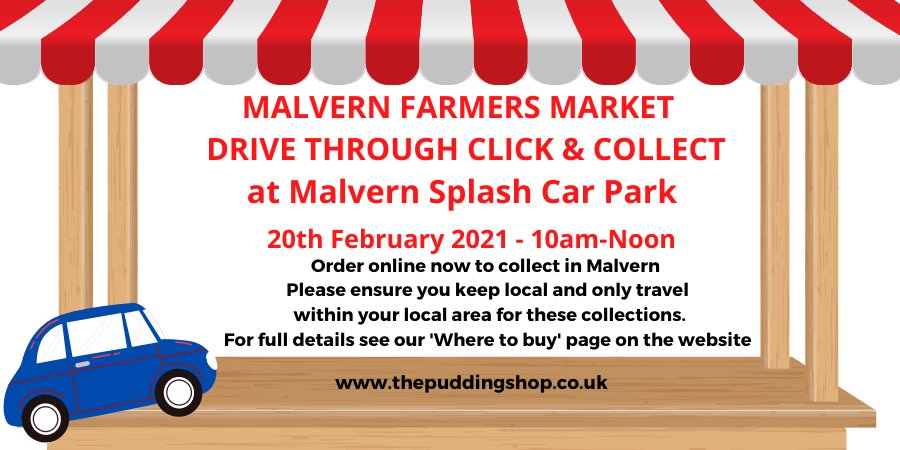 MALVERN FARMERS MARKET
DRIVE THROUGH CLICK & COLLECT
at Malvern Splash Car Park
20th February 2021 - 10am-Noon
Order online now to collect in Malvern
Please ensure you keep local and only travel
within your local area for these collections.
For full details see our 'Where to buy' page on the website
www.thepuddingshop.co.uk